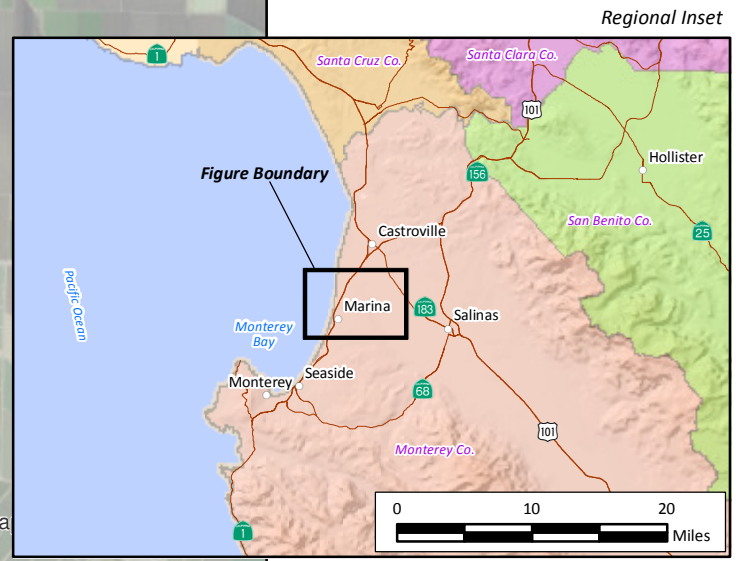 Regional Inset
1
Santa Cruz Co.
Santa Clara Co.
101
Hollister
156
Figure Boundary
San Benito Co.
25
Castroville
Pacific Ocean
Marina
183
Salinas
Monterey
Bay
Seaside
Monterey
68
101
Monterey Co.
1
0 10 20
Miles